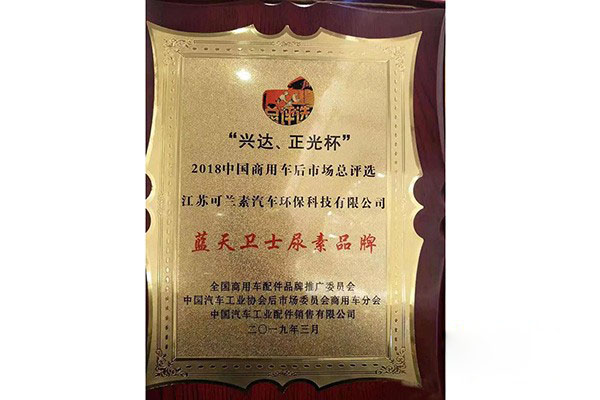 “兴达、正光杯”
2018中国商用车后市场总评选
江苏可兰素汽车环保科技有限公司
蓝天卫士尿素品牌
全国商用车配件品牌推广委员会
中国汽车工业协会后市场委员会商用车分会
中国汽车工业配件销售有限公司
二〇一九年三月